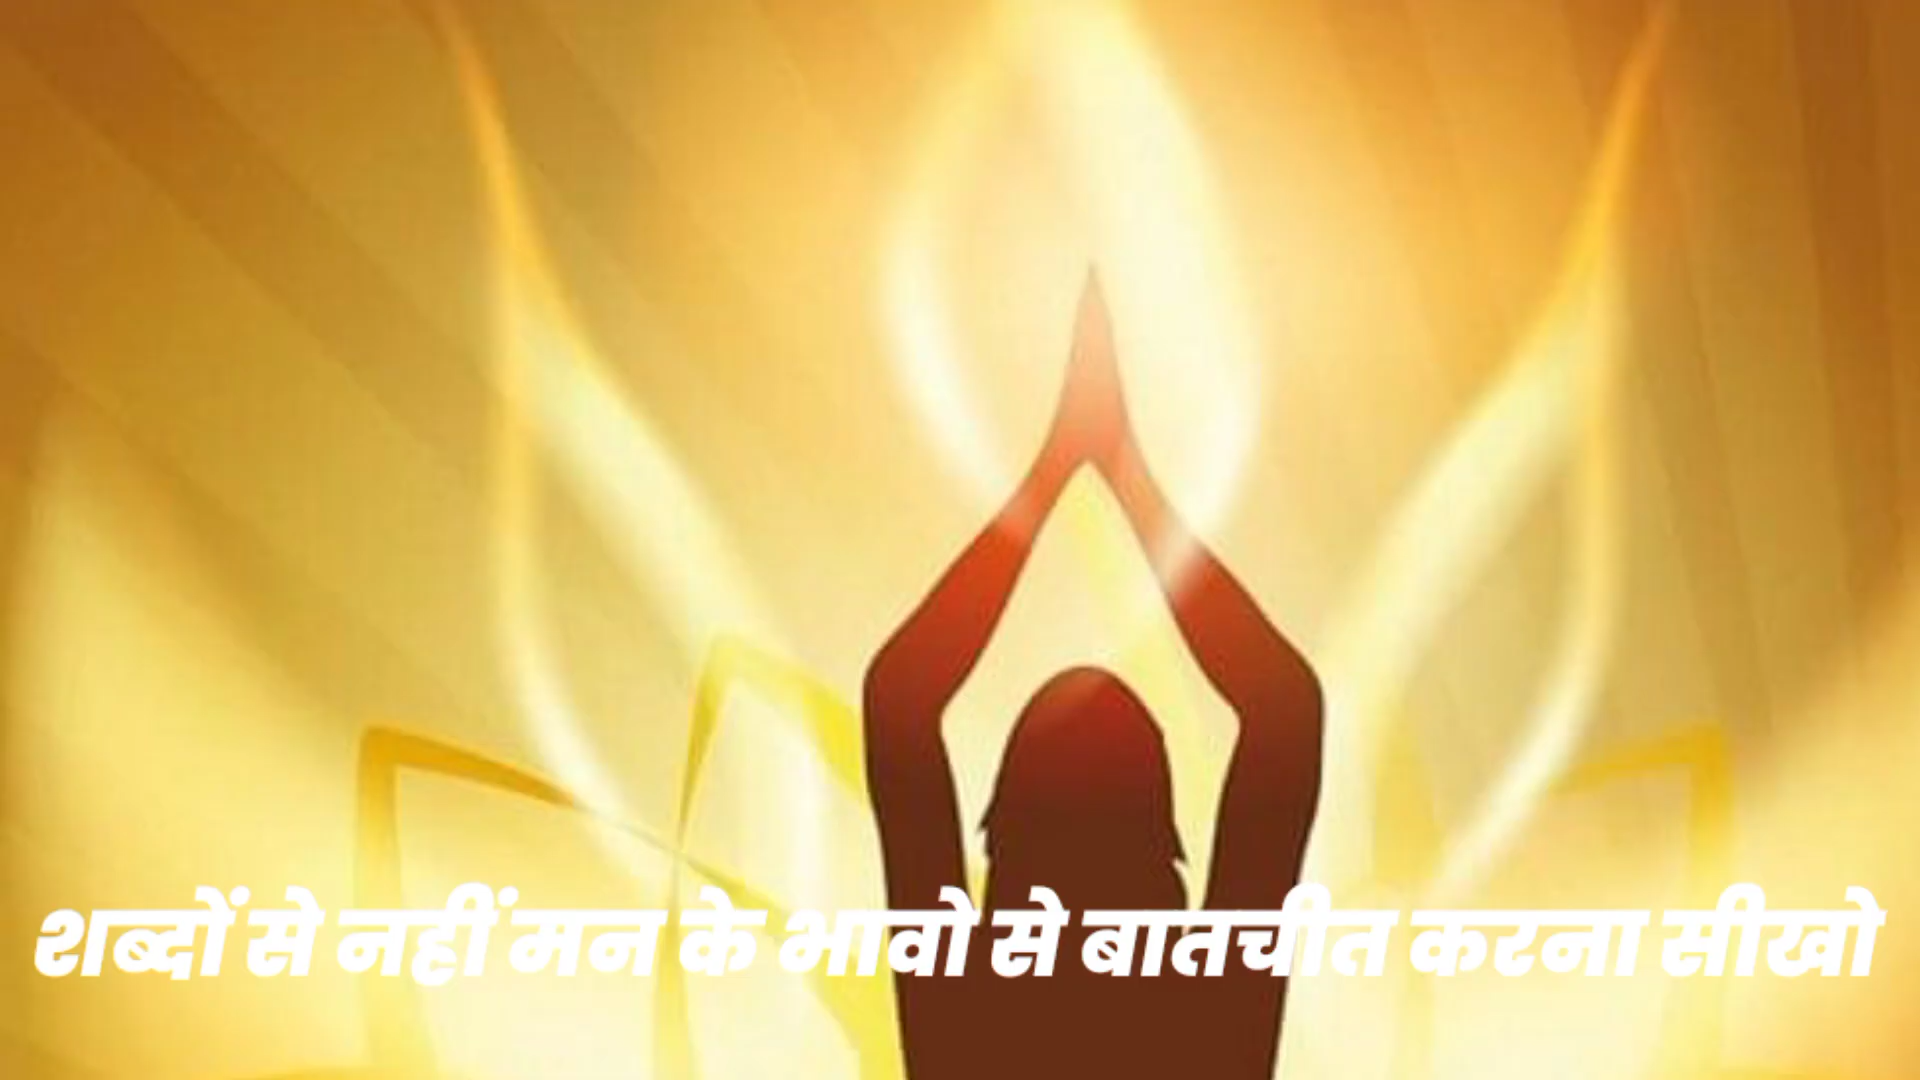 शब्दों से नहीं मन के भावो से बातचीत करना सीखो